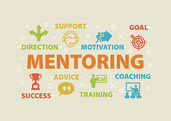 SUPPORT
GOAL
DIRECTION
MOTIVATION
MENTORING
ADVICE
COACHING
SUCCESS
TRAINING